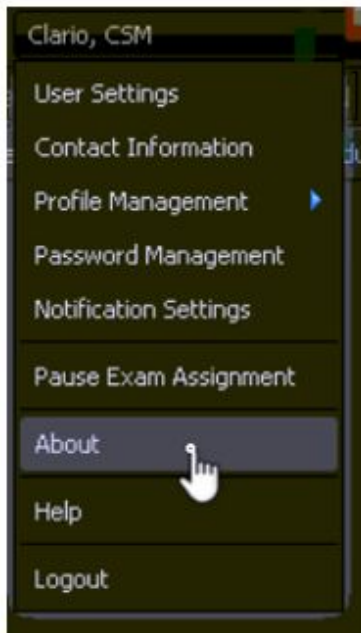 Clario, CSM
User Settings
Contact Information
Profile Management
Password Management
Notification Settings
Pause Exam Assignment
About
Help
Logout